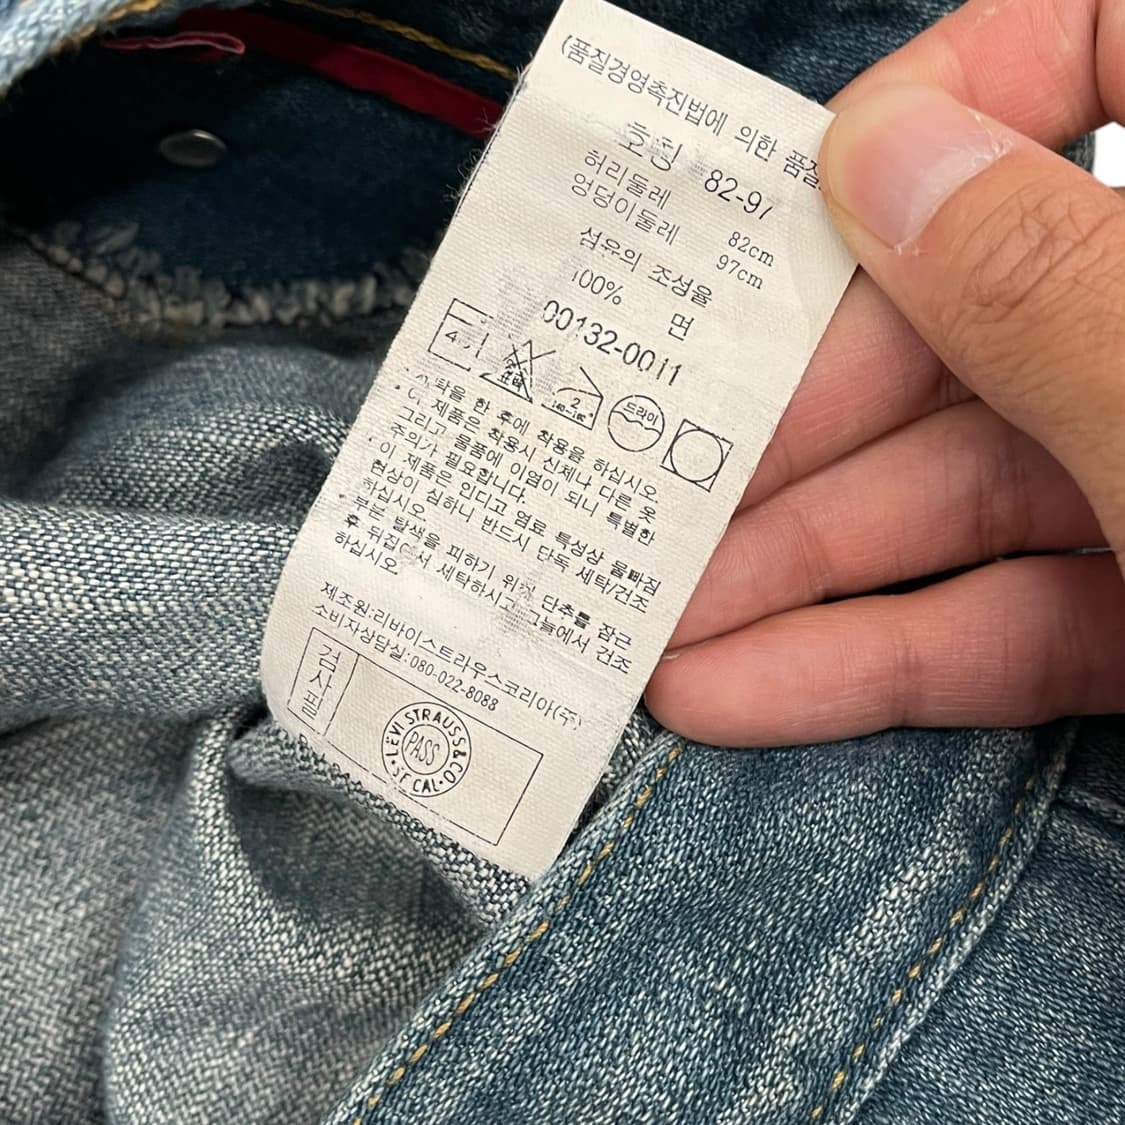 (품질경영촉진법에 의한 품질
호칭 82-97
허리둘레 82cm
엉덩이둘레 97cm
섬유의 조성율
100% 면
00132-0011
드라이
세탁을 한 후에 착용을 하십시오.
이 제품은 착용시 신체나 다른 옷
그리고 물품에 이염이 되니 특별한
주의가 필요합니다.
이 제품은 인디고 염료 특성상 물빠짐
현상이 심하니 반드시 단독 세탁/건조
하십시오.
부분 탈색을 피하기 위해 단추를 잠근
후 뒤집어서 세탁하시고 그늘에서 건조
하십시오.
제조원:리바이스트라우스코리아(주)
소비자상담실:080-022-8088
검사필
LEVI STRAUSS & CO
PASS
ST. CAL.